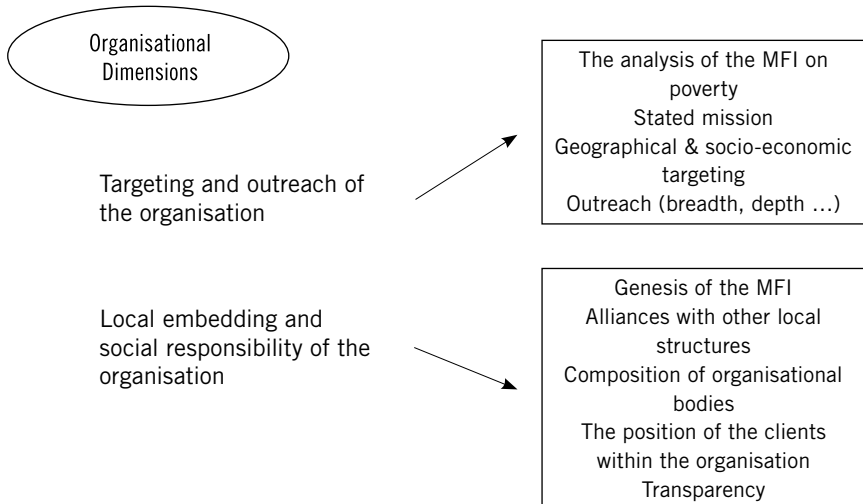 Organisational
Dimensions
Targeting and outreach of
the organisation
The analysis of the MFI on
poverty
Stated mission
Geographical & socio-economic
targeting
Outreach (breadth, depth ...)
Local embedding and
social responsibility of the
organisation
Genesis of the MFI
Alliances with other local
structures
Composition of organisational
bodies
The position of the clients
within the organisation
Transparency